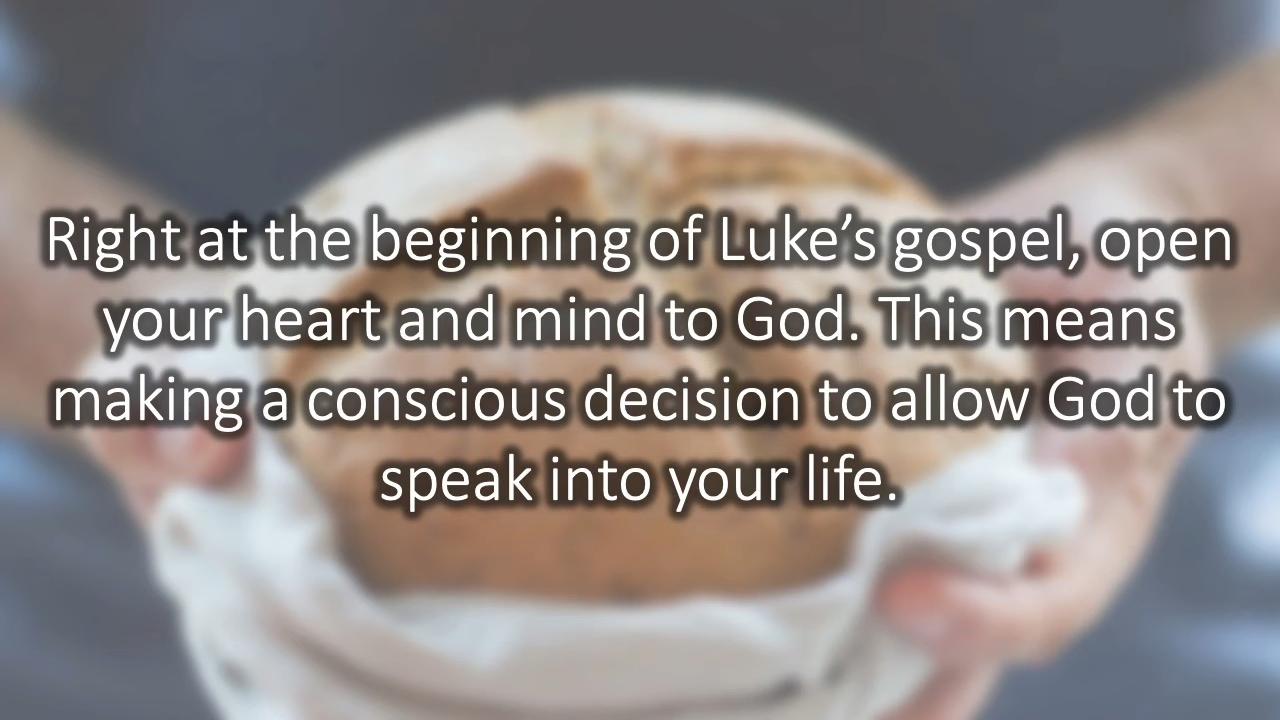 Right at the beginning of Luke’s gospel, open
your heart and mind to God. This means
making a conscious decision to allow God to
speak into your life.